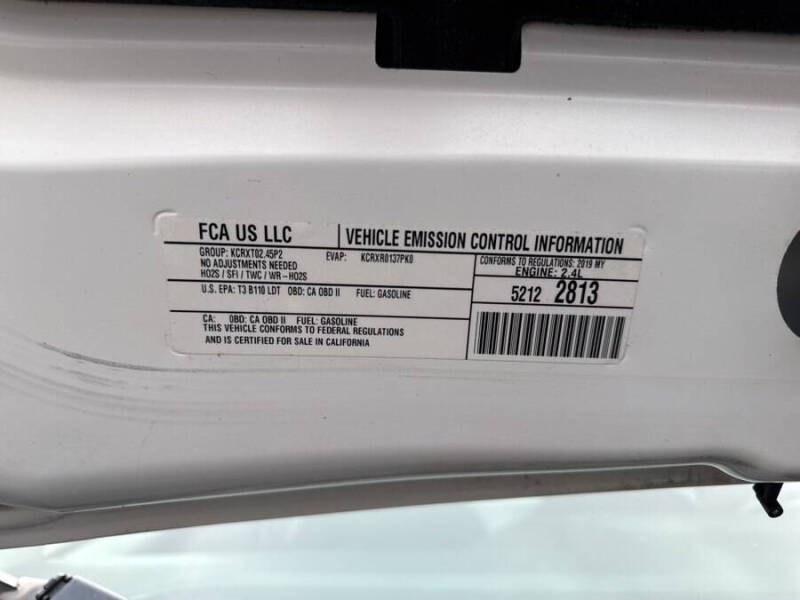 FCA US LLC
VEHICLE EMISSION CONTROL INFORMATION
GROUP: KCRXT02.45P2 EVAP: KCRXR0137PK0
NO ADJUSTMENTS NEEDED
HO2S / SFI / TWC / WR-HO2S
CONFORMS TO REGULATIONS: 2019 MY
ENGINE: 2.4L
U.S. EPA: T3 B110 LDT OBD: CA OBD II FUEL: GASOLINE
5212 2813
CA: OBD: CA OBD II FUEL: GASOLINE
THIS VEHICLE CONFORMS TO FEDERAL REGULATIONS
AND IS CERTIFIED FOR SALE IN CALIFORNIA